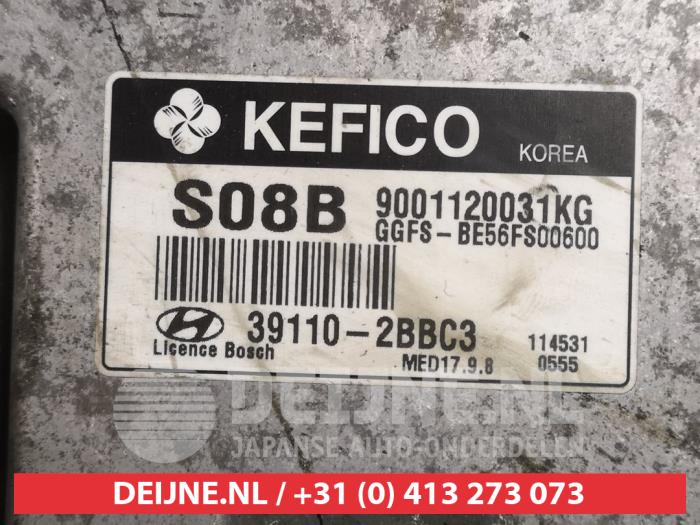 KEFICO KOREA
S08B 9001120031KG
GGFS-BE56FS00600
39110-2BBC3 114531
Licence Bosch MED17.9.8 0555
DEIJNE.NL
JAPANSE AUTO-ONDERDELEN
DEIJNE.NL / +31 (0) 413 273 073